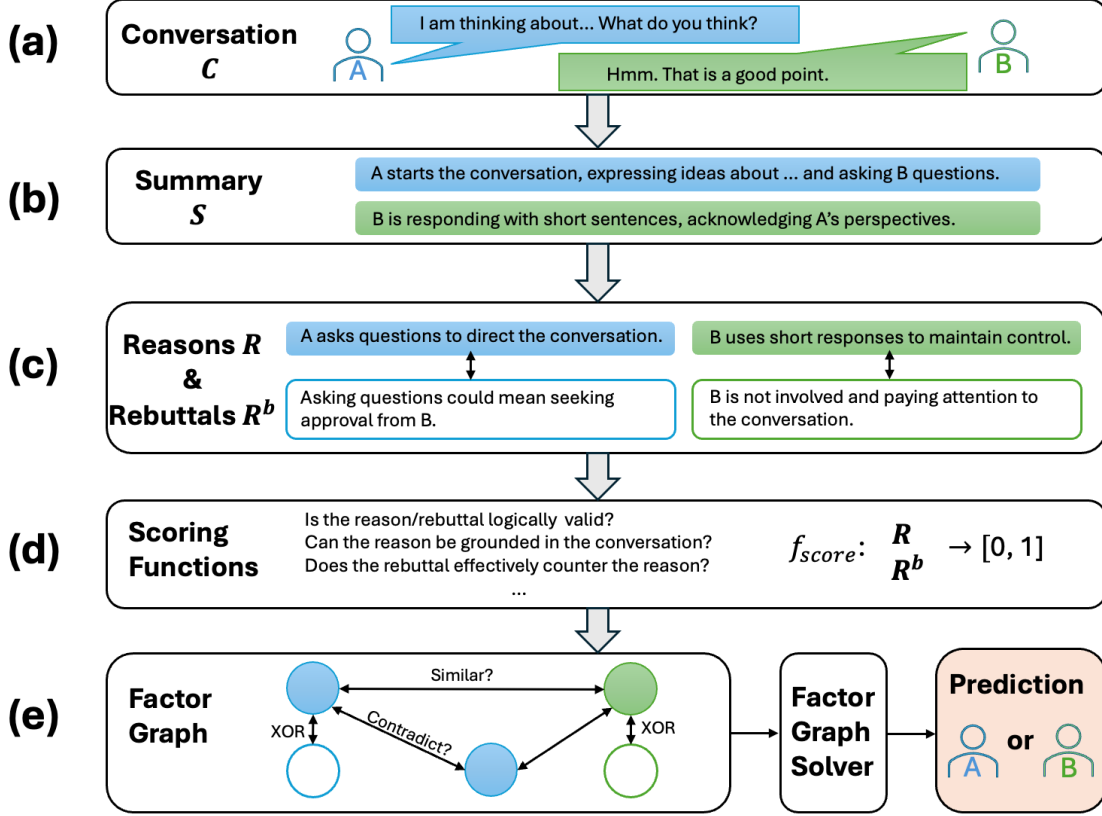 (a)
Conversation
C
A
I am thinking about... What do you think?
Hmm. That is a good point.
B
(b)
Summary
S
A starts the conversation, expressing ideas about ... and asking B questions.
B is responding with short sentences, acknowledging A's perspectives.
(c)
Reasons R
&
Rebuttals R^b
A asks questions to direct the conversation.
Asking questions could mean seeking
approval from B.
B uses short responses to maintain control.
B is not involved and paying attention to
the conversation.
(d)
Scoring
Functions
Is the reason/rebuttal logically valid?
Can the reason be grounded in the conversation?
Does the rebuttal effectively counter the reason?
...
f_score: R R^b → [0, 1]
(e)
Factor
Graph
Similar?
XOR
Contradict?
XOR
Factor
Graph
Solver
Prediction
A or B